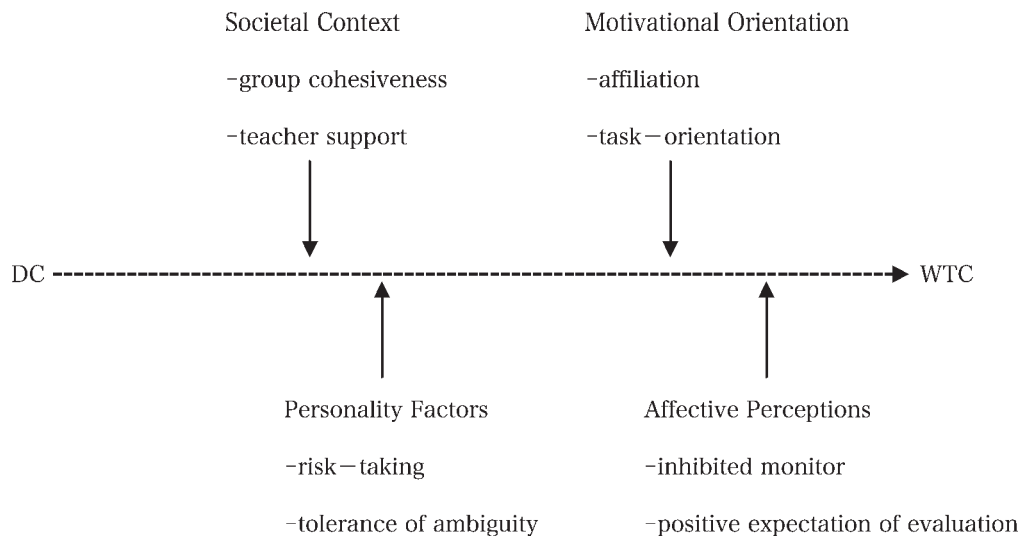 Societal Context
-group cohesiveness
-teacher support
Motivational Orientation
-affiliation
-task-orientation
DC
WTC
Personality Factors
-risk-taking
-tolerance of ambiguity
Affective Perceptions
-inhibited monitor
-positive expectation of evaluation